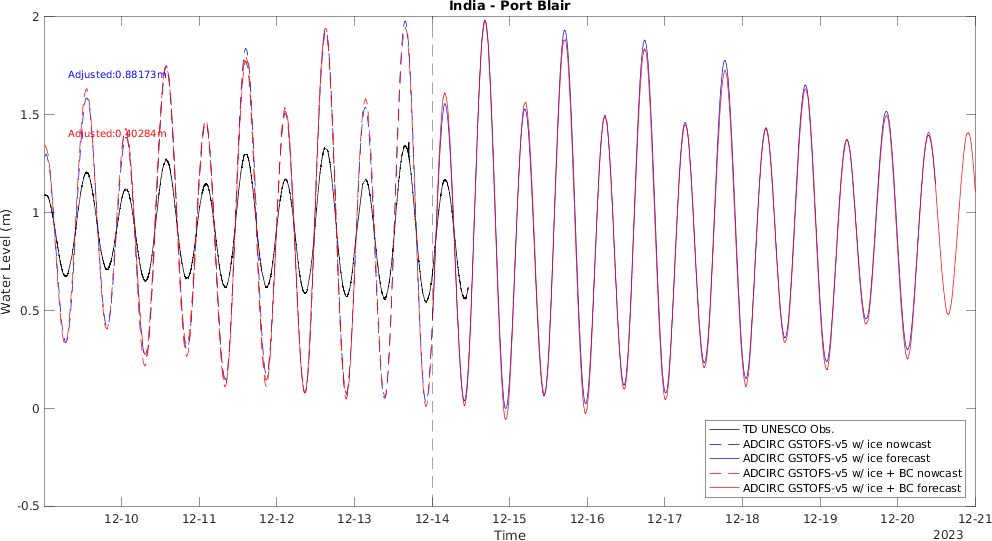 India - Port Blair
2
1.5
1
0.5
0
-0.5
Water Level (m)
Adjusted:0.88173m
Adjusted:0.40284m
TD UNESCO Obs.
ADCIRC GSTOFS-v5 w/ ice nowcast
ADCIRC GSTOFS-v5 w/ ice forecast
ADCIRC GSTOFS-v5 w/ ice + BC nowcast
ADCIRC GSTOFS-v5 w/ ice + BC forecast
12-10 12-11 12-12 12-13 12-14 12-15 12-16 12-17 12-18 12-19 12-20 12-21
Time
2023